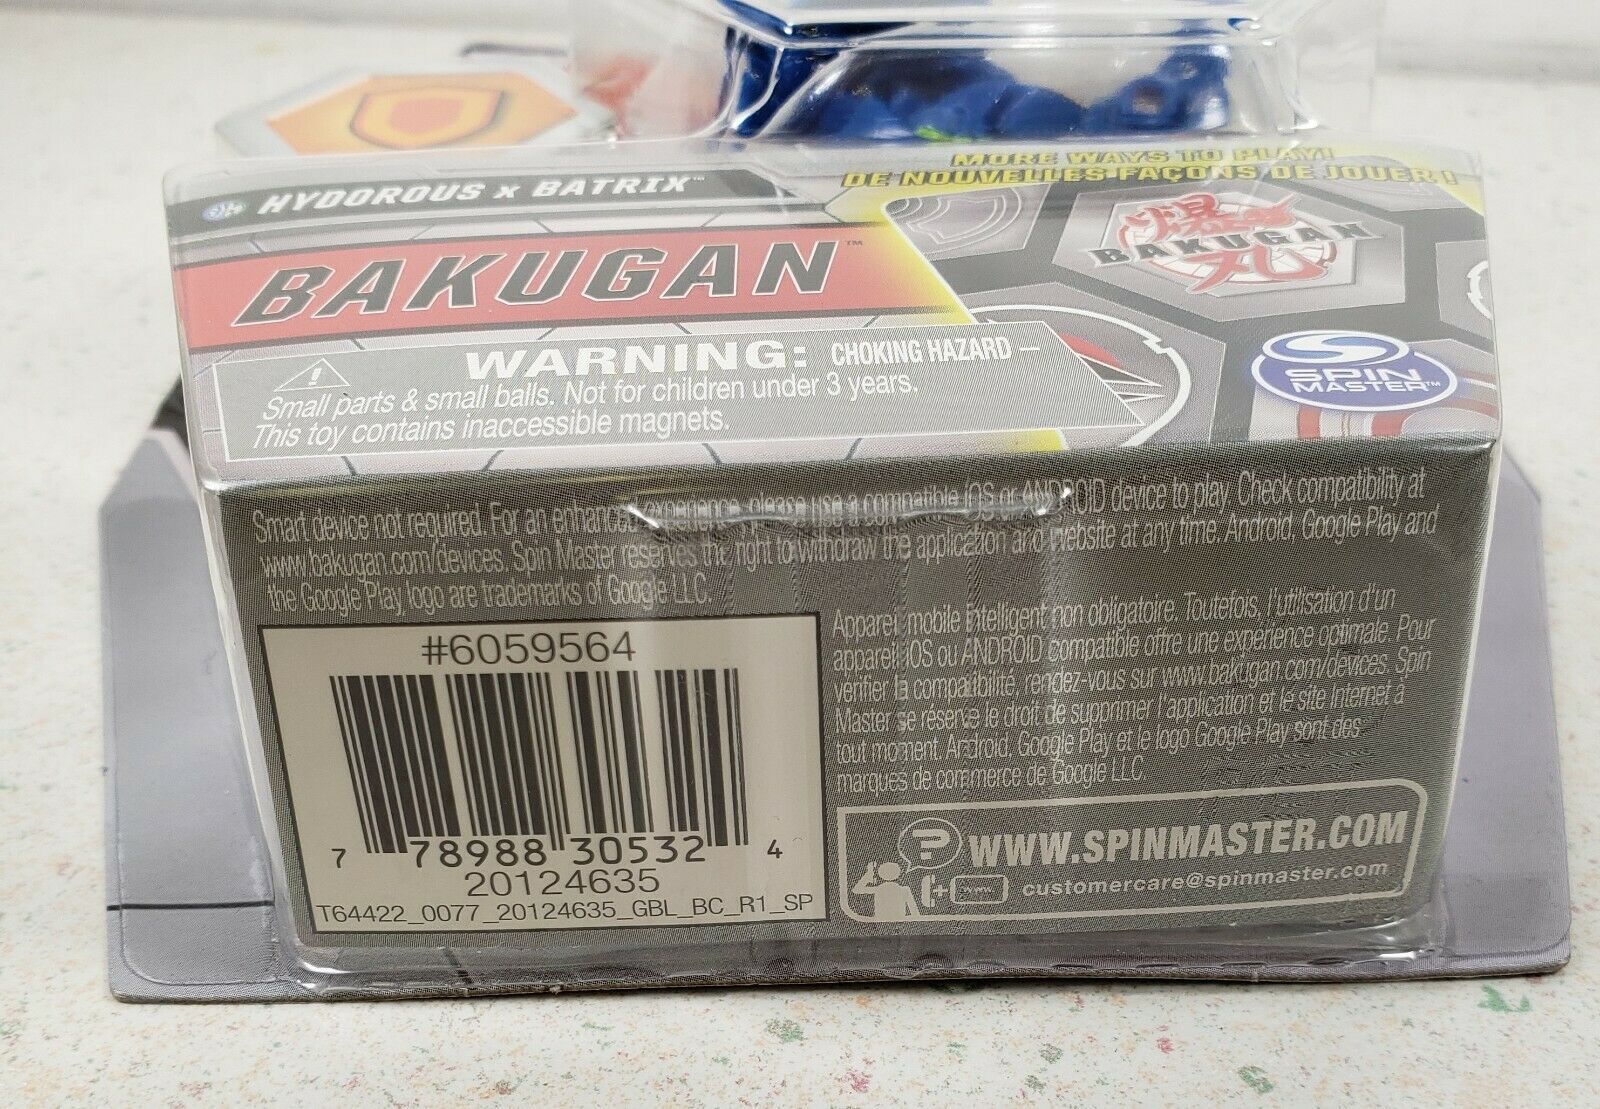 MORE WAYS TO PLAY!
DE NOUVELLES FAÇONS DE JOUER!
HYDOROUS x BATRIX™
BAKUGAN™
BAKUGAN
WARNING: CHOKING HAZARD —
Small parts & small balls. Not for children under 3 years.
This toy contains inaccessible magnets.
SPIN
MASTER™
Smart device not required. For an enhanced experience, please use a compatible iOS or ANDROID device to play. Check compatibility at
www.bakugan.com/devices. Spin Master reserves the right to withdraw the application and website at any time. Android, Google Play and
the Google Play logo are trademarks of Google LLC.
#6059564
7 78988 30532 4
20124635
T64422_0077_20124635_GBL_BC_R1_SP
Appareil mobile intelligent non obligatoire. Toutefois, l'utilisation d'un
appareil iOS ou ANDROID compatible offre une expérience optimale. Pour
vérifier la compatibilité, rendez-vous sur www.bakugan.com/devices. Spin
Master se réserve le droit de supprimer l'application et le site Internet à
tout moment. Android, Google Play et le logo Google Play sont des
marques de commerce de Google LLC
? WWW.SPINMASTER.COM
+ www. customercare@spinmaster.com